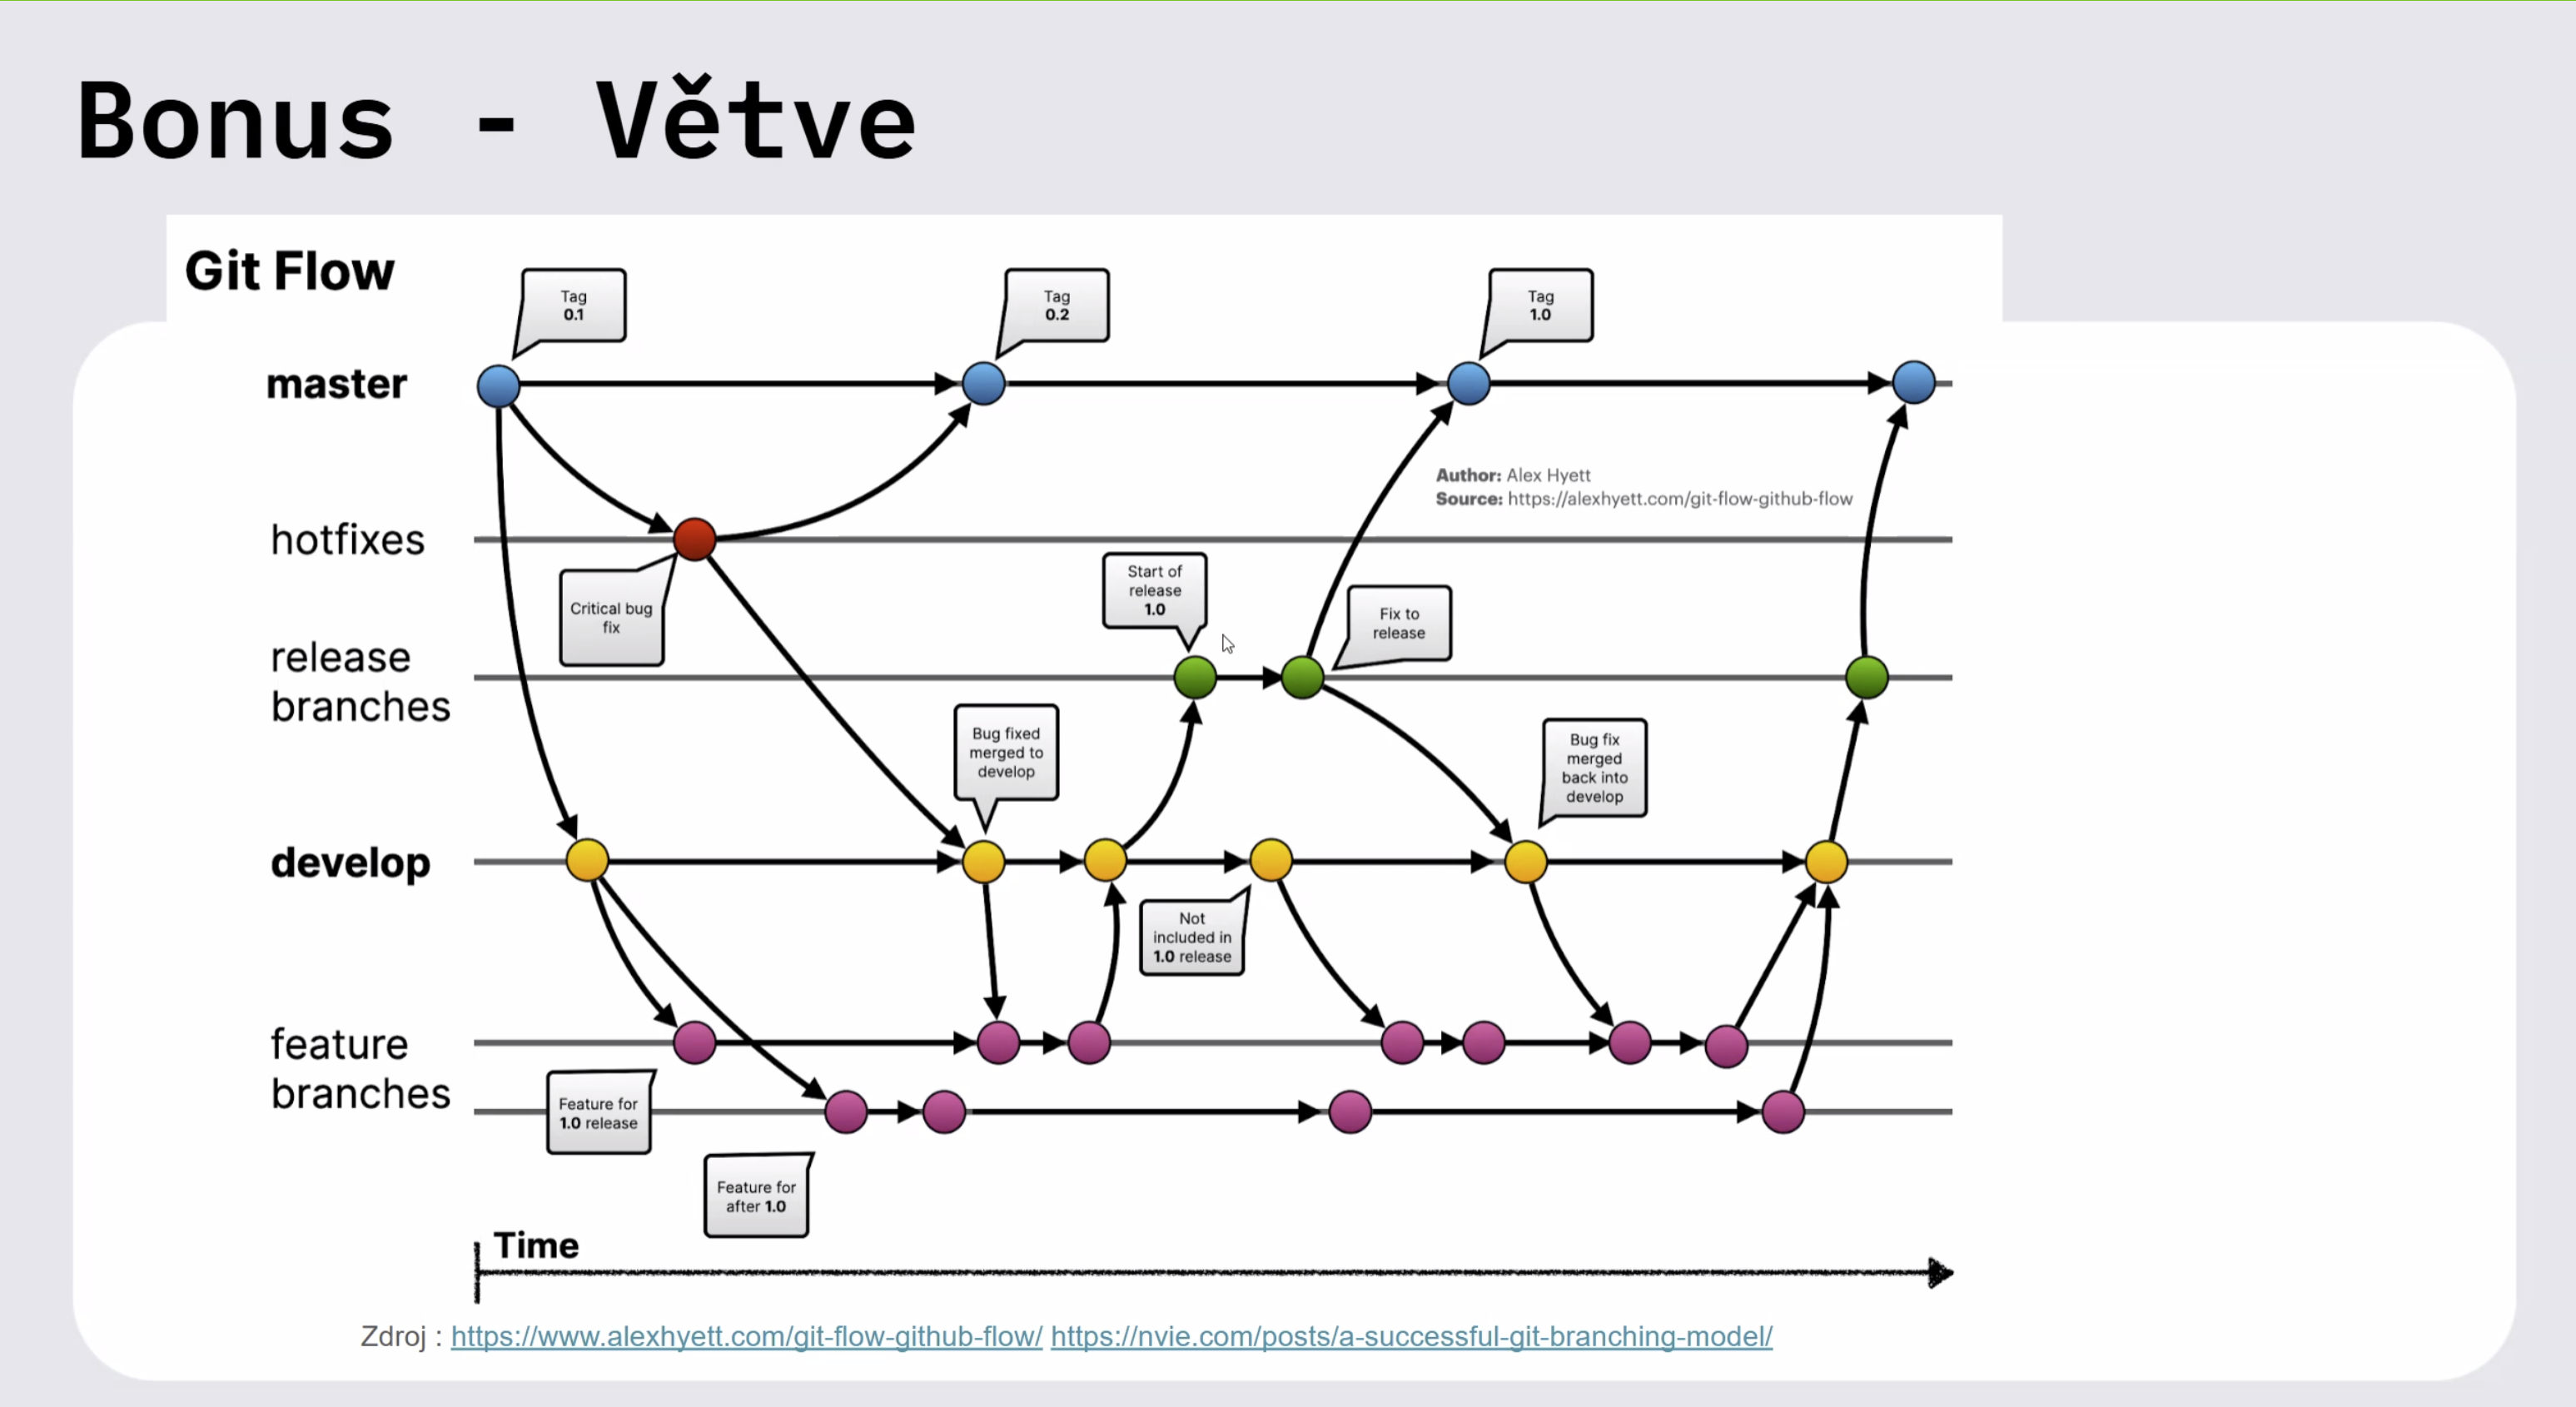 Bonus - Větve
Git Flow
Tag
0.1
Tag
0.2
Tag
1.0
master
Author: Alex Hyett
Source: https://alexhyett.com/git-flow-github-flow
hotfixes
Critical bug
fix
Start of
release
1.0
Fix to
release
release
branches
Bug fixed
merged to
develop
Bug fix
merged
back into
develop
develop
Not
included in
1.0 release
feature
branches
Feature for
1.0 release
Feature for
after 1.0
Time
Zdroj : https://www.alexhyett.com/git-flow-github-flow/ https://nvie.com/posts/a-successful-git-branching-model/